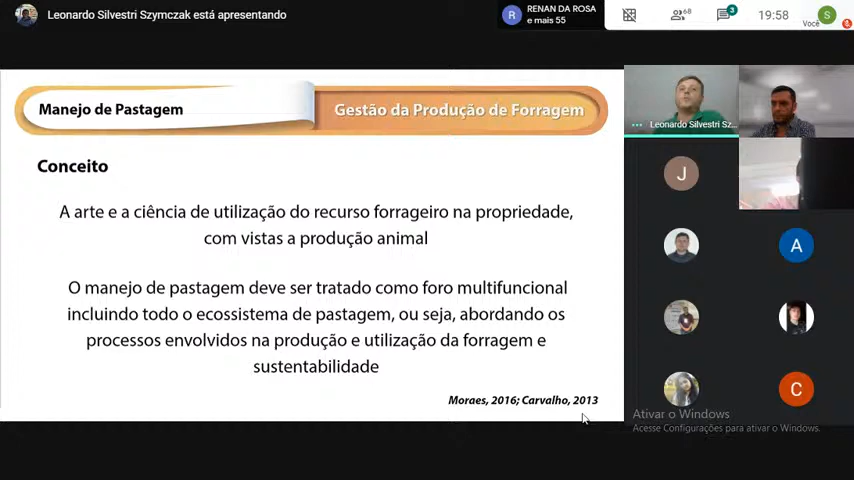 Leonardo Silvestri Szymczak está apresentando
R
RENAN DA ROSA
e mais 55
68
3
19:58
Você
S
Manejo de Pastagem
Gestão da Produção de Forragem
Conceito
A arte e a ciência de utilização do recurso forrageiro na propriedade,
com vistas a produção animal
O manejo de pastagem deve ser tratado como foro multifuncional
incluindo todo o ecossistema de pastagem, ou seja, abordando os
processos envolvidos na produção e utilização da forragem e
sustentabilidade
Moraes, 2016; Carvalho, 2013
Leonardo Silvestri Sz...
J
A
C
Ativar o Windows
Acesse Configurações para ativar o Windows.